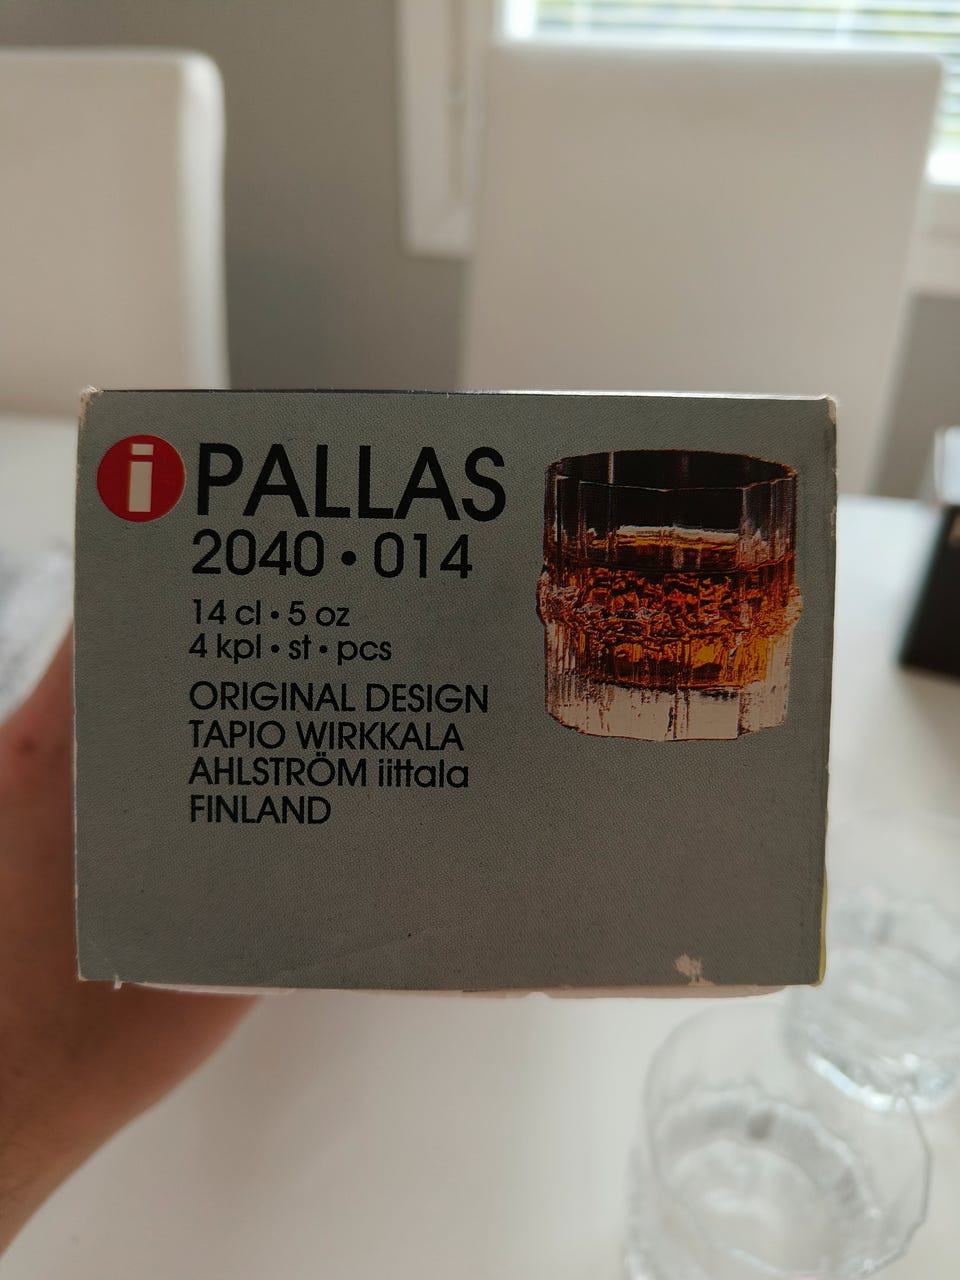 i PALLAS
2040 • 014
14 cl • 5 oz
4 kpl • st • pcs
ORIGINAL DESIGN
TAPIO WIRKKALA
AHLSTRÖM iittala
FINLAND